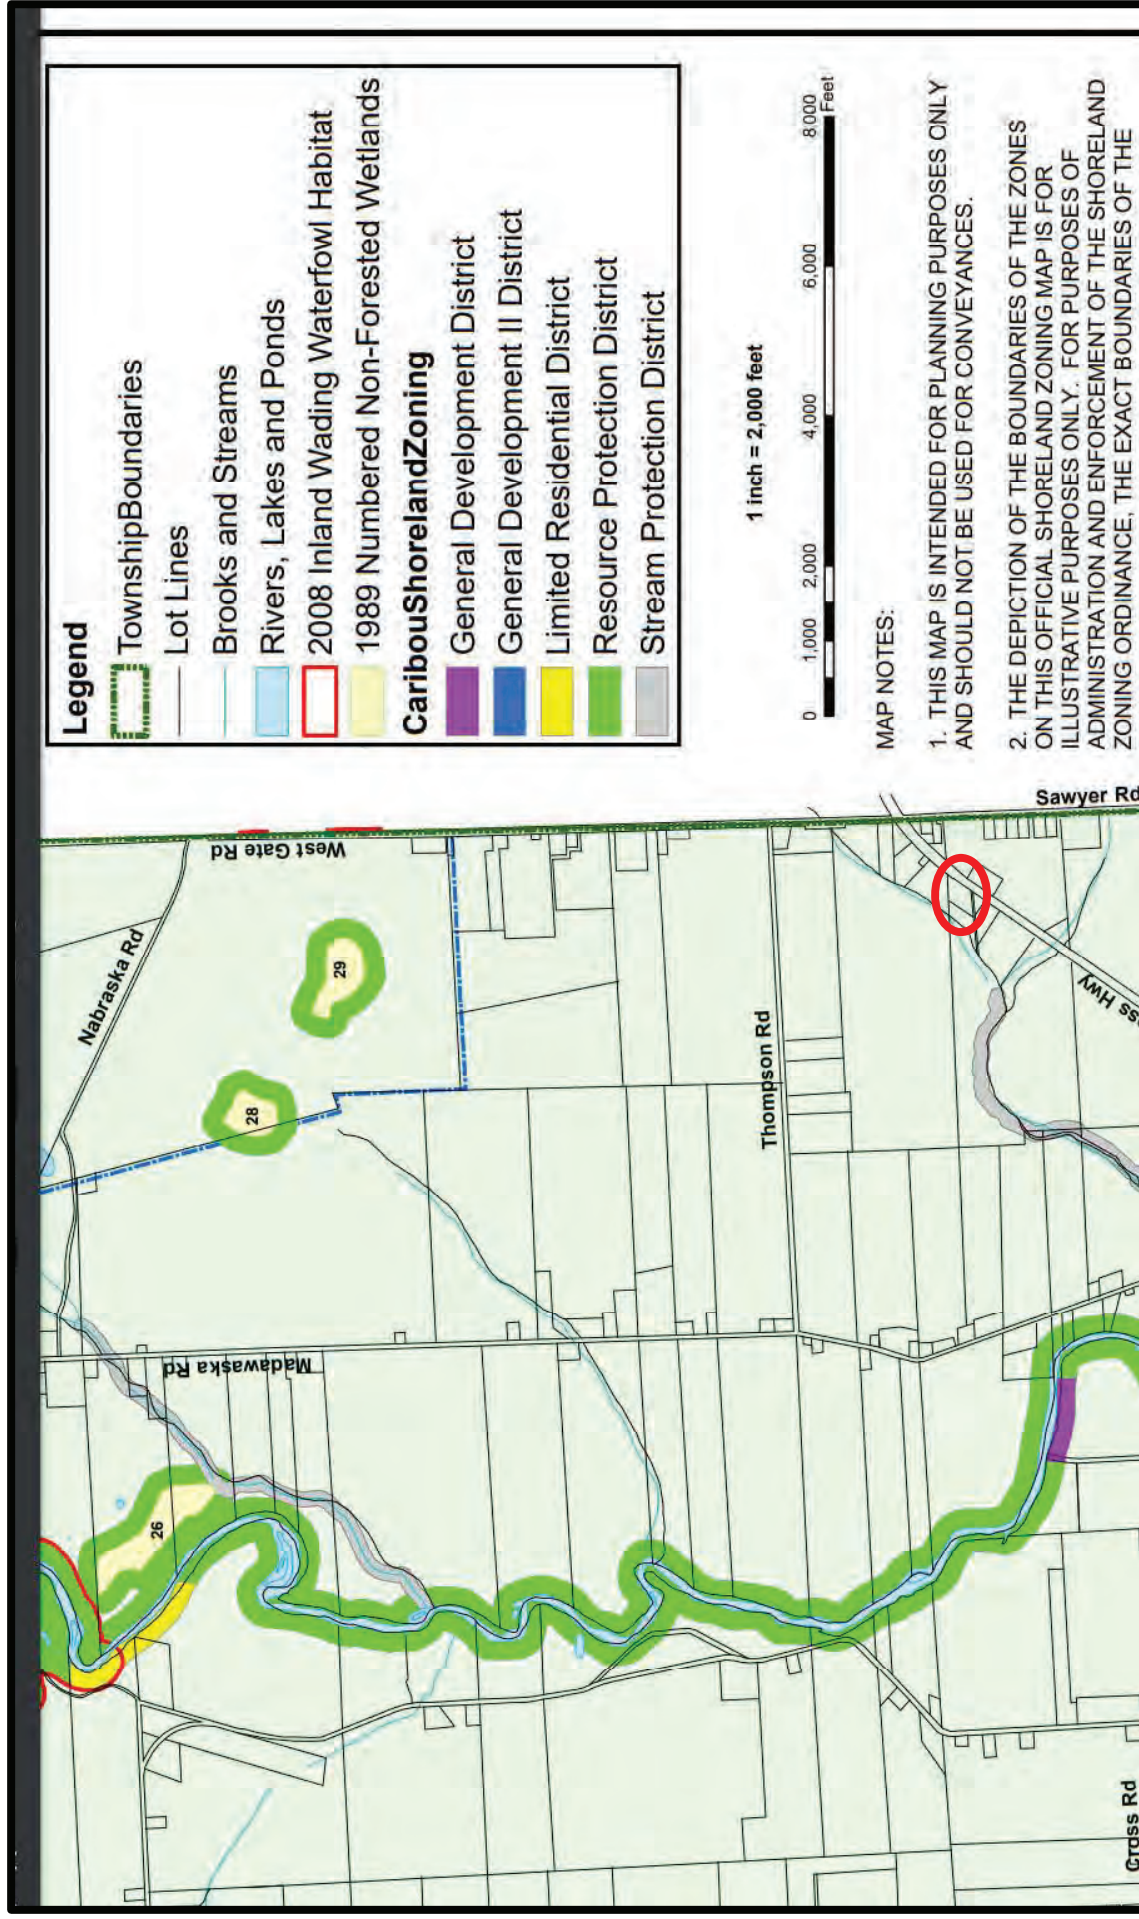 Legend
TownshipBoundaries
Lot Lines
Brooks and Streams
Rivers, Lakes and Ponds
2008 Inland Wading Waterfowl Habitat
1989 Numbered Non-Forested Wetlands
CaribouShorelandZoning
General Development District
General Development II District
Limited Residential District
Resource Protection District
Stream Protection District
1 inch = 2,000 feet
0 1,000 2,000 4,000 6,000 8,000
Feet
MAP NOTES:
1. THIS MAP IS INTENDED FOR PLANNING PURPOSES ONLY
AND SHOULD NOT BE USED FOR CONVEYANCES.
2. THE DEPICTION OF THE BOUNDARIES OF THE ZONES
ON THIS OFFICIAL SHORELAND ZONING MAP IS FOR
ILLUSTRATIVE PURPOSES ONLY. FOR PURPOSES OF
ADMINISTRATION AND ENFORCEMENT OF THE SHORELAND
ZONING ORDINANCE, THE EXACT BOUNDARIES OF THE
West Gate Rd
Nabraska Rd
29
28
Thompson Rd
Sawyer Rd
ss Hwy
Madawaska Rd
26
Cross Rd